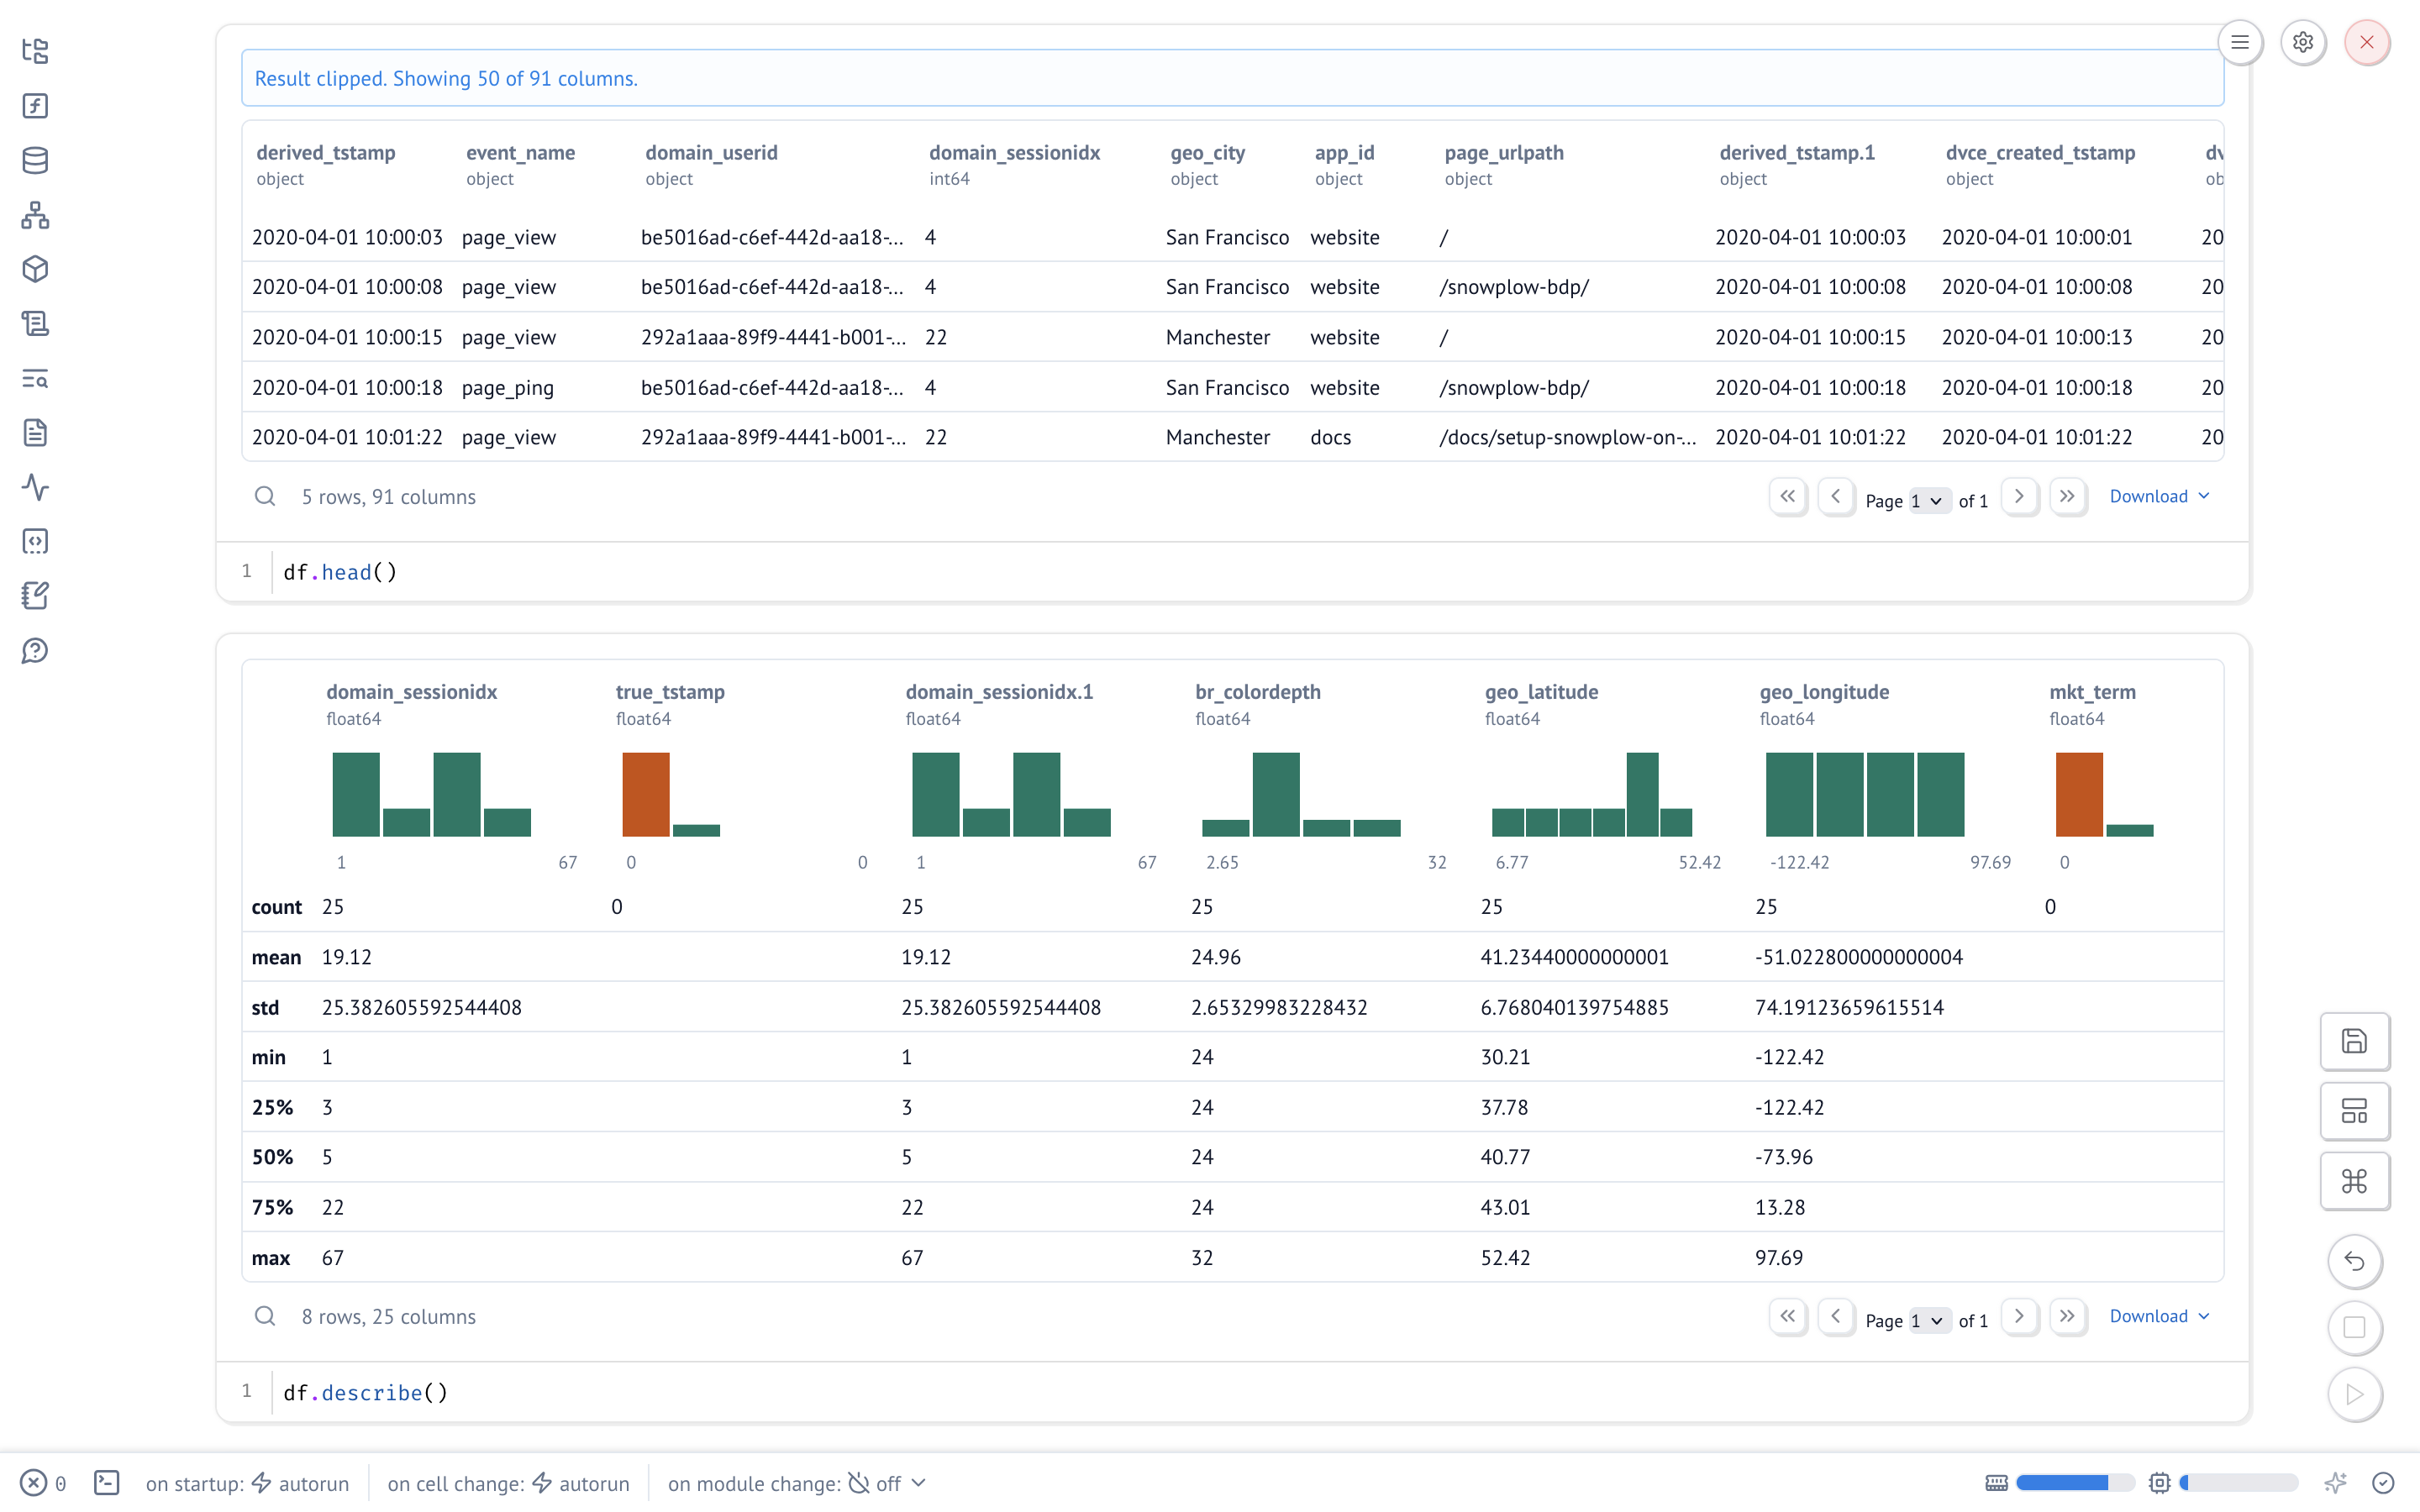 Result clipped. Showing 50 of 91 columns.
derived_tstamp event_name domain_userid domain_sessionidx geo_city app_id page_urlpath derived_tstamp.1 dvce_created_tstamp dv
object object object int64 object object object object object ob
2020-04-01 10:00:03 page_view be5016ad-c6ef-442d-aa18-... 4 San Francisco website / 2020-04-01 10:00:03 2020-04-01 10:00:01 20
2020-04-01 10:00:08 page_view be5016ad-c6ef-442d-aa18-... 4 San Francisco website /snowplow-bdp/ 2020-04-01 10:00:08 2020-04-01 10:00:08 20
2020-04-01 10:00:15 page_view 292a1aaa-89f9-4441-b001-... 22 Manchester website / 2020-04-01 10:00:15 2020-04-01 10:00:13 20
2020-04-01 10:00:18 page_ping be5016ad-c6ef-442d-aa18-... 4 San Francisco website /snowplow-bdp/ 2020-04-01 10:00:18 2020-04-01 10:00:18 20
2020-04-01 10:01:22 page_view 292a1aaa-89f9-4441-b001-... 22 Manchester docs /docs/setup-snowplow-on-... 2020-04-01 10:01:22 2020-04-01 10:01:22 20
5 rows, 91 columns Page 1 of 1 Download
1 df.head()
domain_sessionidx true_tstamp domain_sessionidx.1 br_colordepth geo_latitude geo_longitude mkt_term
float64 float64 float64 float64 float64 float64 float64
1 67 0 0 1 67 2.65 32 6.77 52.42 -122.42 97.69 0
count 25 0 25 25 25 25 0
mean 19.12 19.12 24.96 41.23440000000001 -51.022800000000004
std 25.382605592544408 25.382605592544408 2.65329983228432 6.768040139754885 74.19123659615514
min 1 1 24 30.21 -122.42
25% 3 3 24 37.78 -122.42
50% 5 5 24 40.77 -73.96
75% 22 22 24 43.01 13.28
max 67 67 32 52.42 97.69
8 rows, 25 columns Page 1 of 1 Download
1 df.describe()
0 on startup: autorun on cell change: autorun on module change: off